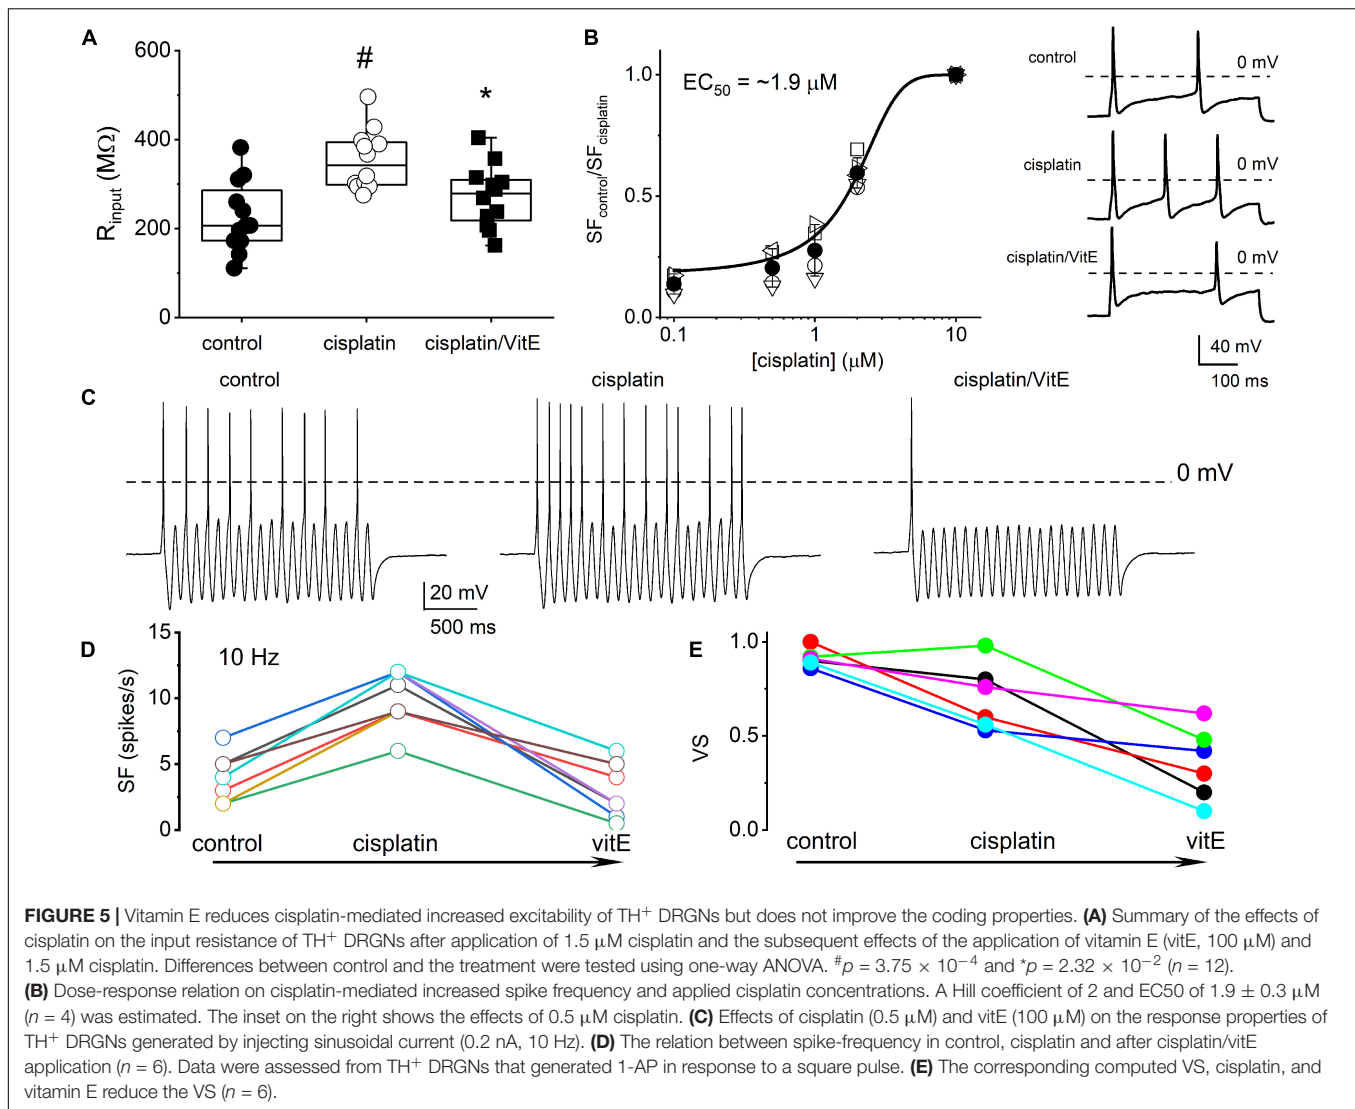 A
600
400
200
0
R_input (MΩ)
#
*
control
cisplatin
cisplatin/VitE
B
EC₅₀ = ~1.9 μM
1.0
0.5
0.0
SF_control/SF_cisplatin
0.1
1
10
[cisplatin] (μM)
control
0 mV
cisplatin
0 mV
cisplatin/VitE
0 mV
40 mV
100 ms
C
control
cisplatin
cisplatin/VitE
0 mV
20 mV
500 ms
D
10 Hz
15
10
5
0
SF (spikes/s)
control
cisplatin
vitE
E
1.0
0.5
0.0
VS
control
cisplatin
vitE
FIGURE 5 | Vitamin E reduces cisplatin-mediated increased excitability of TH⁺ DRGNs but does not improve the coding properties. (A) Summary of the effects of
cisplatin on the input resistance of TH⁺ DRGNs after application of 1.5 μM cisplatin and the subsequent effects of the application of vitamin E (vitE, 100 μM) and
1.5 μM cisplatin. Differences between control and the treatment were tested using one-way ANOVA. #p = 3.75 × 10⁻⁴ and *p = 2.32 × 10⁻² (n = 12).
(B) Dose-response relation on cisplatin-mediated increased spike frequency and applied cisplatin concentrations. A Hill coefficient of 2 and EC50 of 1.9 ± 0.3 μM
(n = 4) was estimated. The inset on the right shows the effects of 0.5 μM cisplatin. (C) Effects of cisplatin (0.5 μM) and vitE (100 μM) on the response properties of
TH⁺ DRGNs generated by injecting sinusoidal current (0.2 nA, 10 Hz). (D) The relation between spike-frequency in control, cisplatin and after cisplatin/vitE
application (n = 6). Data were assessed from TH⁺ DRGNs that generated 1-AP in response to a square pulse. (E) The corresponding computed VS, cisplatin, and
vitamin E reduce the VS (n = 6).